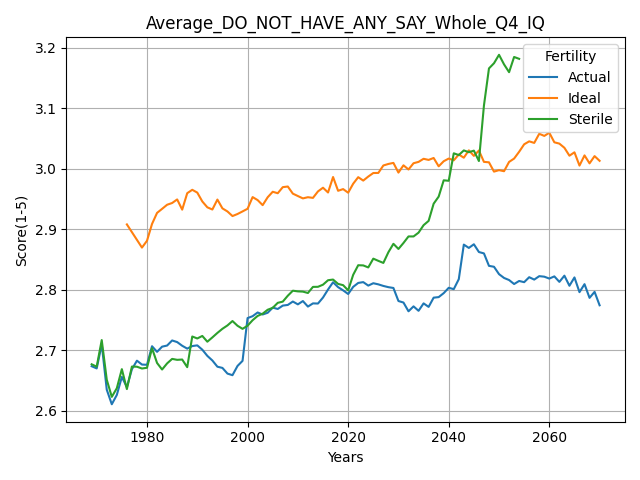 Average_DO_NOT_HAVE_ANY_SAY_Whole_Q4_IQ
Fertility
Actual
Ideal
Sterile
Score(1-5)
3.2
3.1
3.0
2.9
2.8
2.7
2.6
1980
2000
2020
2040
2060
Years